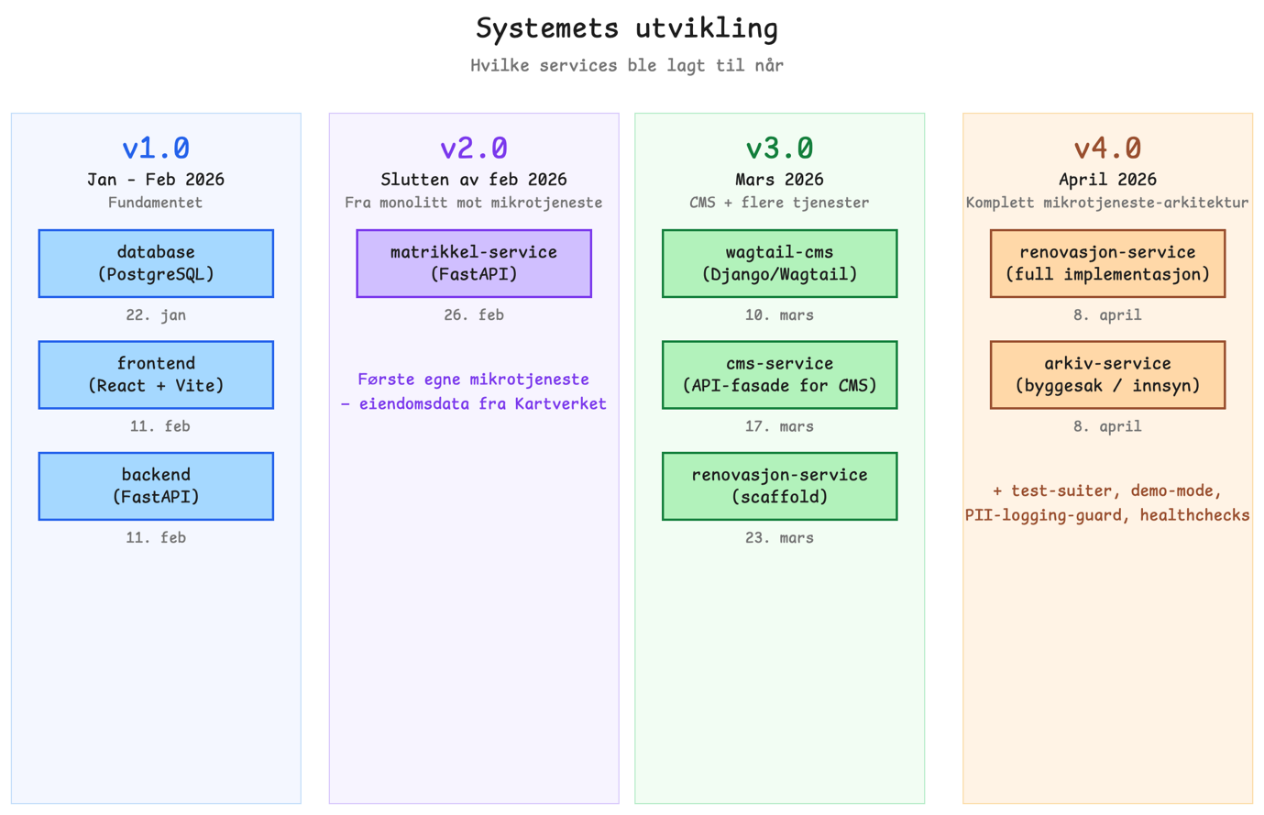 Systemets utvikling
Hvilke services ble lagt til når
v1.0
Jan - Feb 2026
Fundamentet
database
(PostgreSQL)
22. jan
frontend
(React + Vite)
11. feb
backend
(FastAPI)
11. feb
v2.0
Slutten av feb 2026
Fra monolitt mot mikrotjeneste
matrikkel-service
(FastAPI)
26. feb
Første egne mikrotjeneste
– eiendomsdata fra Kartverket
v3.0
Mars 2026
CMS + flere tjenester
wagtail-cms
(Django/Wagtail)
10. mars
cms-service
(API-fasade for CMS)
17. mars
renovasjon-service
(scaffold)
23. mars
v4.0
April 2026
Komplett mikrotjeneste-arkitektur
renovasjon-service
(full implementasjon)
8. april
arkiv-service
(byggesak / innsyn)
8. april
+ test-suiter, demo-mode,
PII-logging-guard, healthchecks